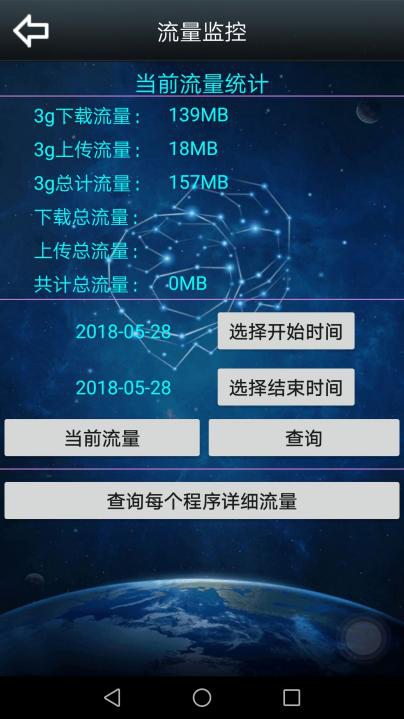 流量监控
当前流量统计
3g下载流量： 139MB
3g上传流量： 18MB
3g总计流量： 157MB
下载总流量：
上传总流量：
共计总流量： 0MB
2018-05-28 选择开始时间
2018-05-28 选择结束时间
当前流量 查询
查询每个程序详细流量